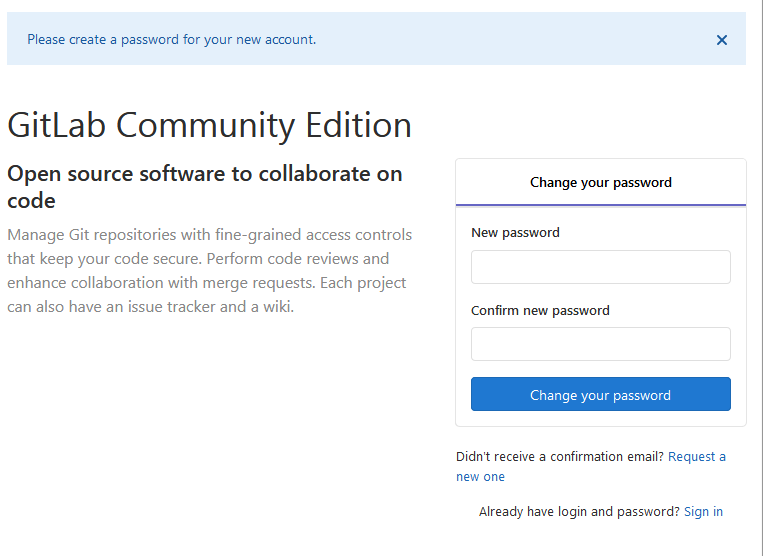 Please create a password for your new account.
GitLab Community Edition
Open source software to collaborate on
code
Manage Git repositories with fine-grained access controls
that keep your code secure. Perform code reviews and
enhance collaboration with merge requests. Each project
can also have an issue tracker and a wiki.
Change your password
New password
Confirm new password
Change your password
Didn't receive a confirmation email? Request a
new one
Already have login and password? Sign in